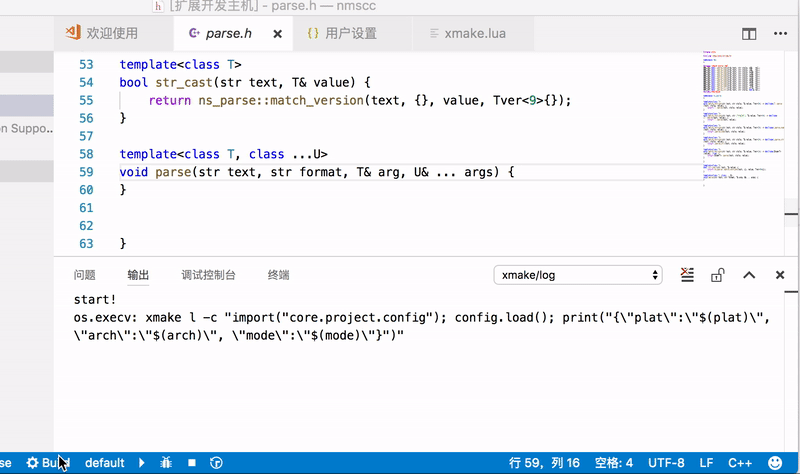 [扩展开发主机] - parse.h — nmscc
欢迎使用
parse.h
用户设置
xmake.lua
on Suppo...
53 template<class T>
54 bool str_cast(str text, T& value) {
55 return ns_parse::match_version(text, {}, value, Tver<9>{});
56 }
57
58 template<class T, class ...U>
59 void parse(str text, str format, T& arg, U& ... args) {
60 }
61
62
63 }
问题 输出 调试控制台 终端 xmake/log
start!
os.execv: xmake l -c "import("core.project.config"); config.load(); print("{\"plat\":\"$(plat)\",
\"arch\":\"$(arch)\", \"mode\":\"$(mode)\"}")"
se Build default 行 59，列 16 空格: 4 UTF-8 LF C++